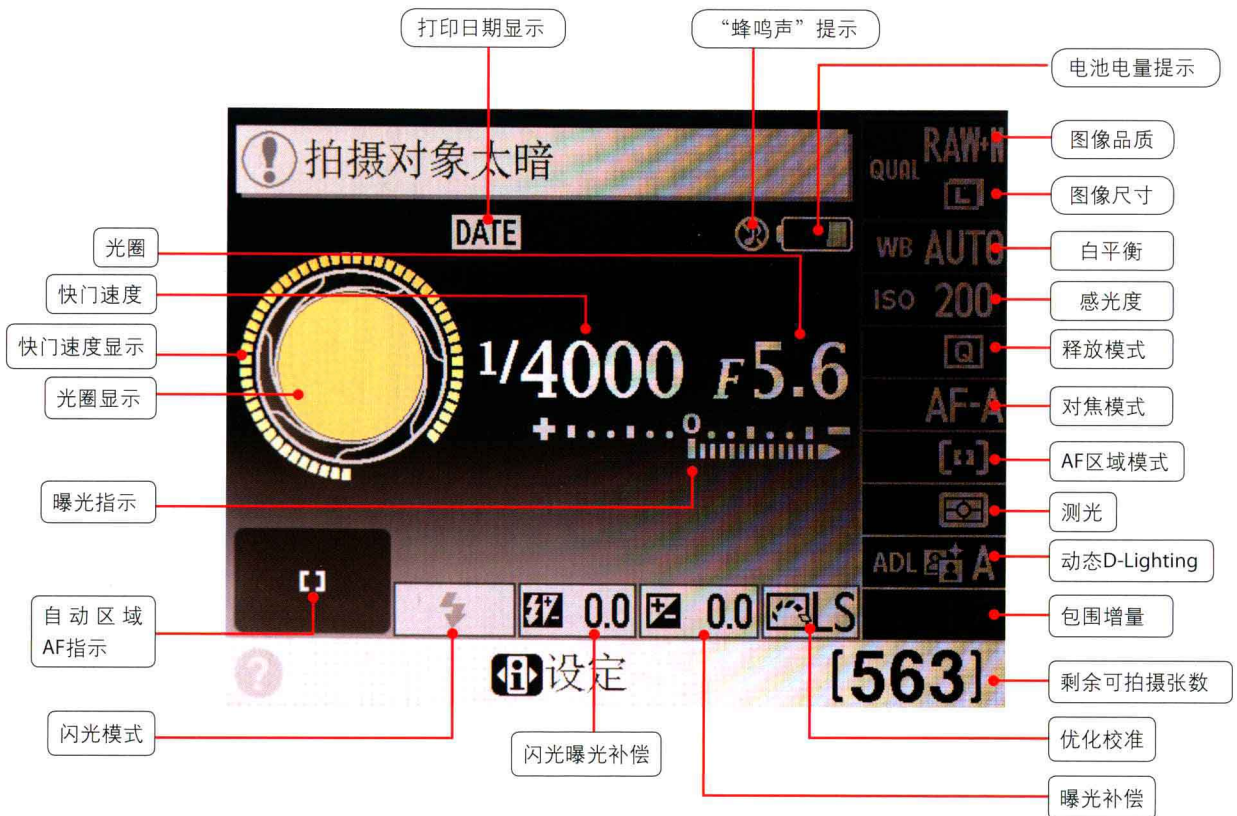 打印日期显示
“蜂鸣声”提示
电池电量提示
拍摄对象太暗
QUAL RAW+N
L
图像品质
图像尺寸
DATE
光圈
WB AUTO
白平衡
快门速度
ISO 200
感光度
快门速度显示
1/4000 F5.6
Q
释放模式
光圈显示
AF-A
对焦模式
+ 0 -
AF区域模式
曝光指示
测光
ADL A
动态D-Lighting
自动区域
AF指示
0.0
0.0
LS
包围增量
?
i设定
[563]
剩余可拍摄张数
闪光模式
闪光曝光补偿
优化校准
曝光补偿